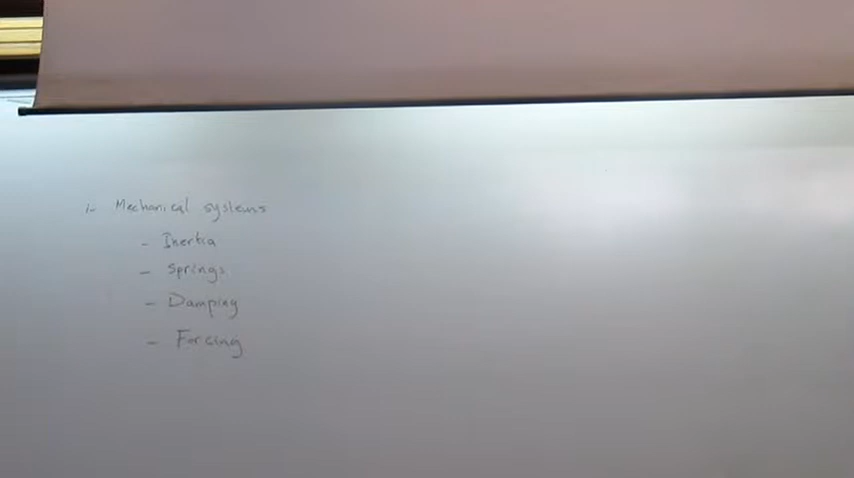 1- Mechanical systems
- Inertia
- Springs
- Damping
- Forcing